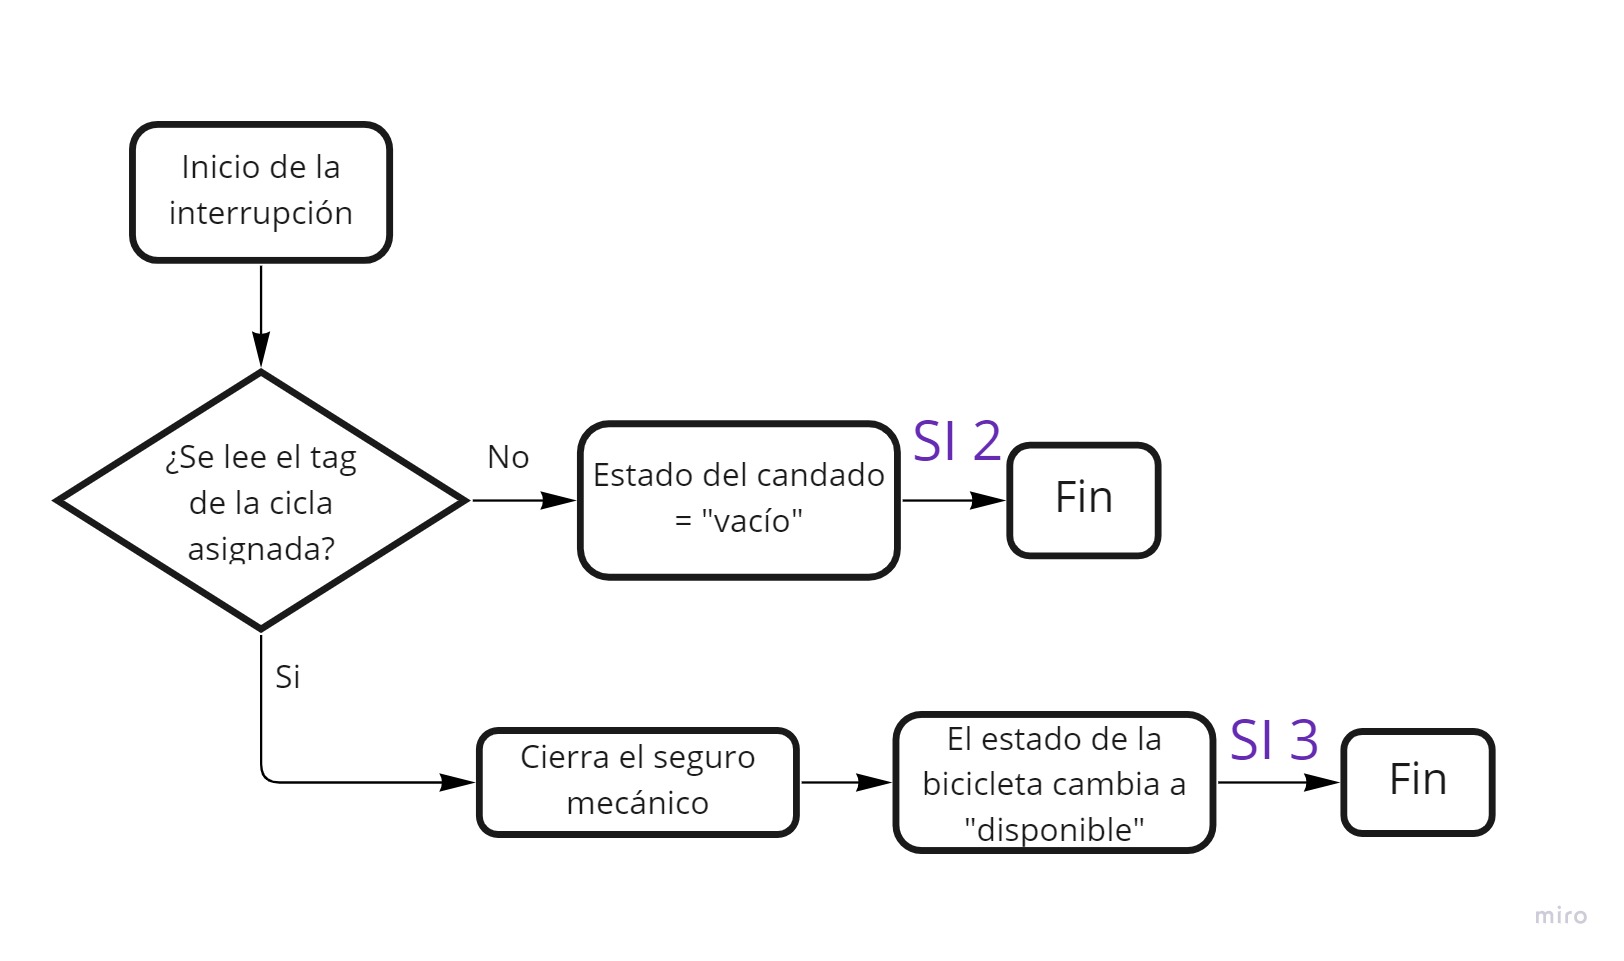 Inicio de la
interrupción
¿Se lee el tag
de la cicla
asignada?
No
Estado del candado
= "vacío"
SI 2
Fin
Si
Cierra el seguro
mecánico
El estado de la
bicicleta cambia a
"disponible"
SI 3
Fin
miro